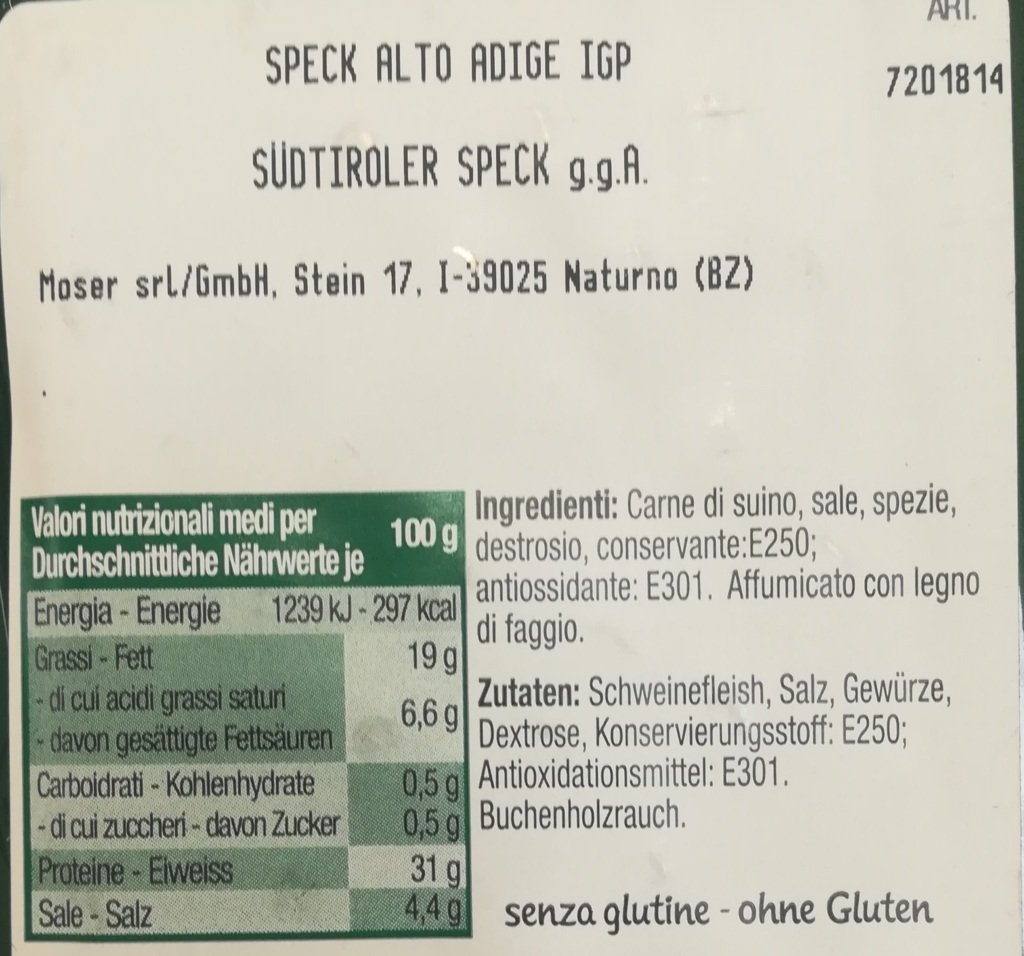 ART.
SPECK ALTO ADIGE IGP
7201814
SÜDTIROLER SPECK g.g.A.
Moser srl/GmbH, Stein 17, I-39025 Naturno (BZ)
Valori nutrizionali medi per
Durchschnittliche Nährwerte je
100 g
Energia - Energie 1239 kJ - 297 kcal
Grassi - Fett 19 g
- di cui acidi grassi saturi
- davon gesättigte Fettsäuren
6,6 g
Carboidrati - Kohlenhydrate 0,5 g
- di cui zuccheri - davon Zucker 0,5 g
Proteine - Eiweiss 31 g
Sale - Salz 4,4 g
Ingredienti: Carne di suino, sale, spezie,
destrosio, conservante:E250;
antiossidante: E301. Affumicato con legno
di faggio.
Zutaten: Schweinefleish, Salz, Gewürze,
Dextrose, Konservierungsstoff: E250;
Antioxidationsmittel: E301.
Buchenholzrauch.
senza glutine - ohne Gluten